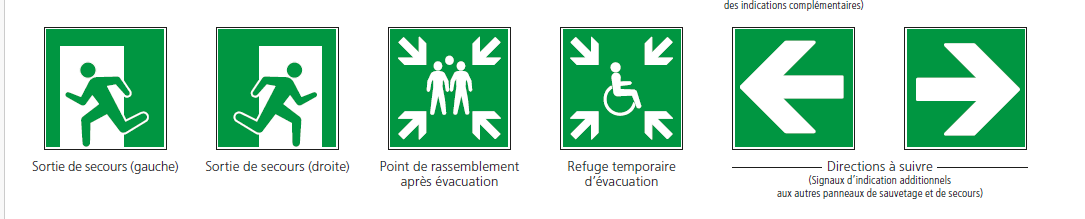 des indications complémentaires)
Sortie de secours (gauche)
Sortie de secours (droite)
Point de rassemblement
après évacuation
Refuge temporaire
d'évacuation
Directions à suivre
(Signaux d'indication additionnels
aux autres panneaux de sauvetage et de secours)